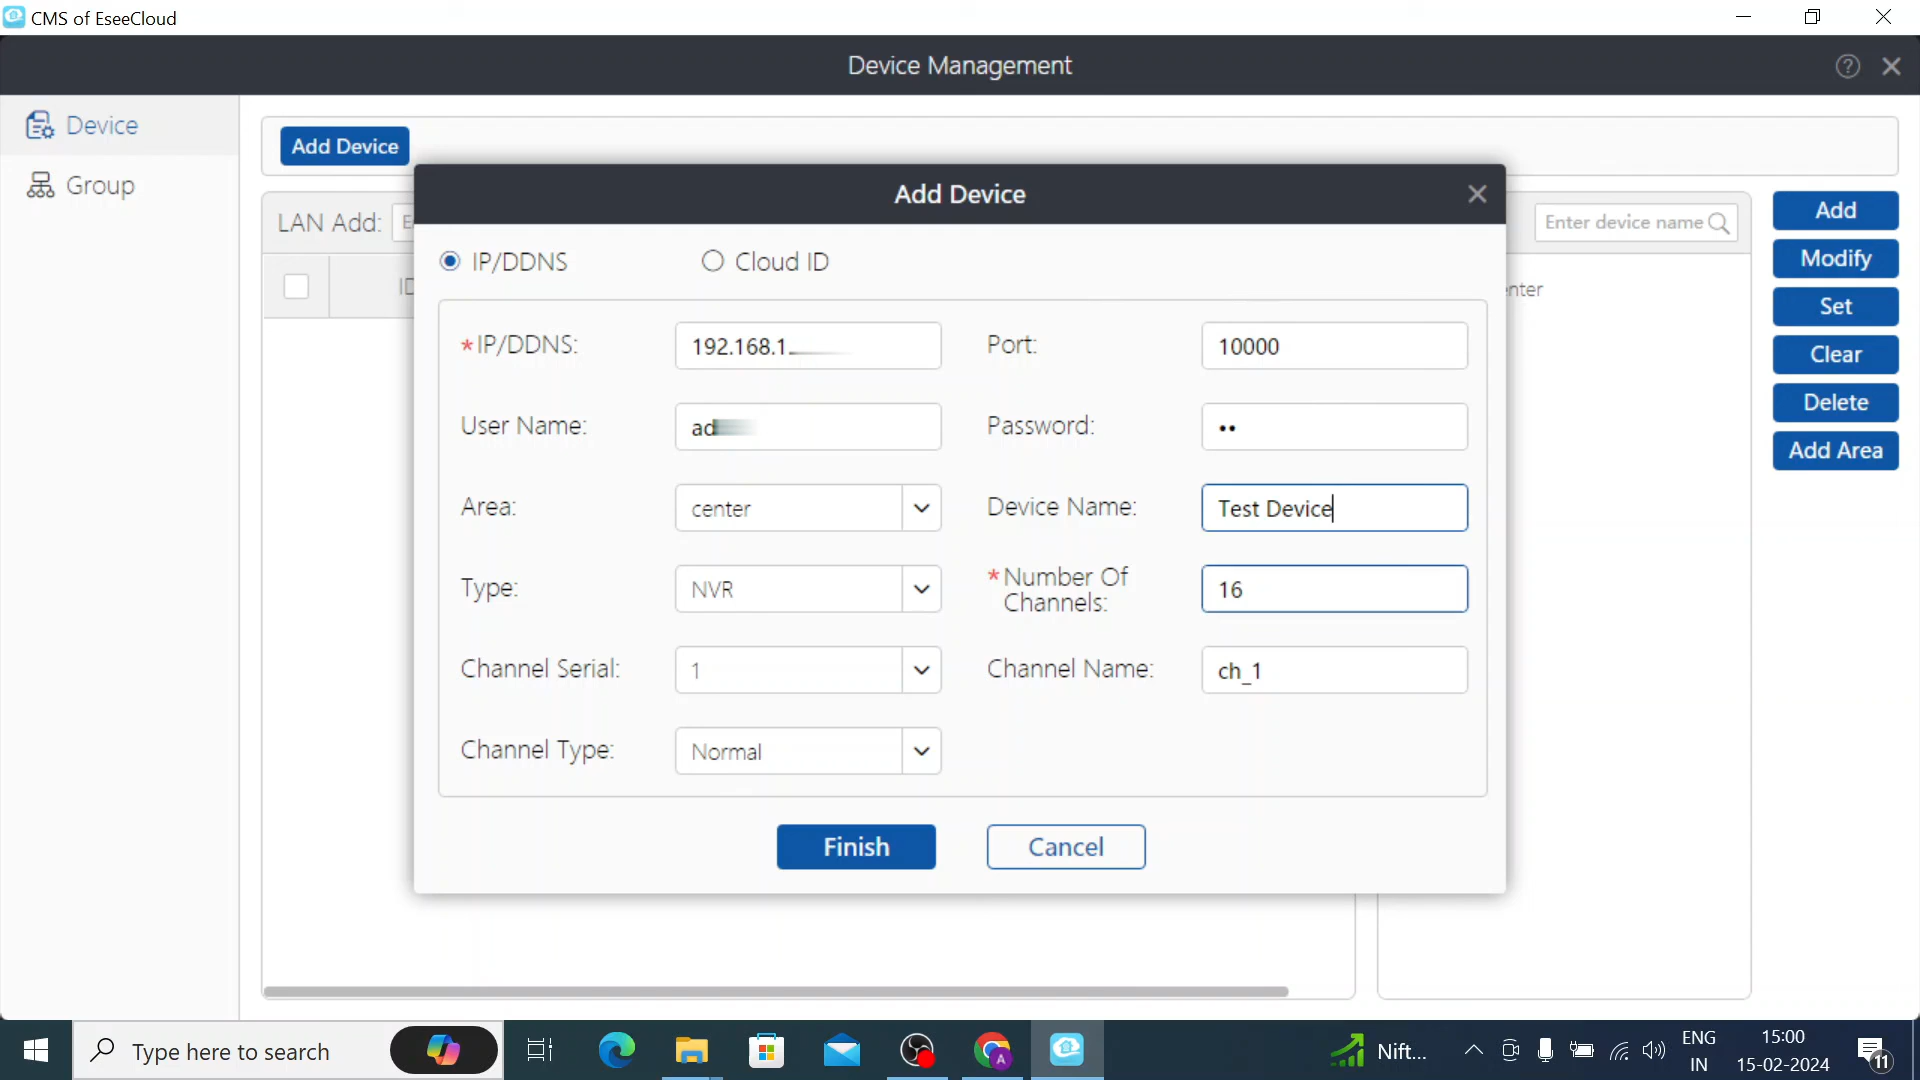 CMS of EseeCloud
Device Management
Device
Group
Add Device
LAN Add:
Enter device name
Add
Modify
Set
Clear
Delete
Add Area
Add Device
IP/DDNS
Cloud ID
*IP/DDNS:
192.168.1.
Port:
10000
User Name:
Password:
••
Area:
center
Device Name:
Test Device
Type:
NVR
*Number Of
Channels:
16
Channel Serial:
1
Channel Name:
ch_1
Channel Type:
Normal
Finish
Cancel
Type here to search
Nift...
ENG
IN
15:00
15-02-2024
11